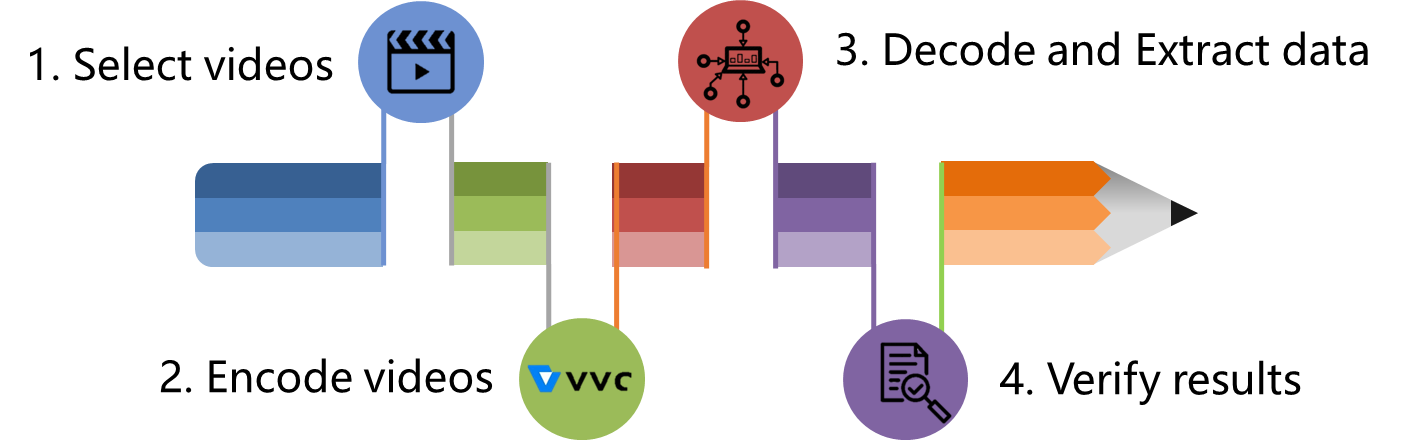 1. Select videos
2. Encode videos
VVC
3. Decode and Extract data
4. Verify results